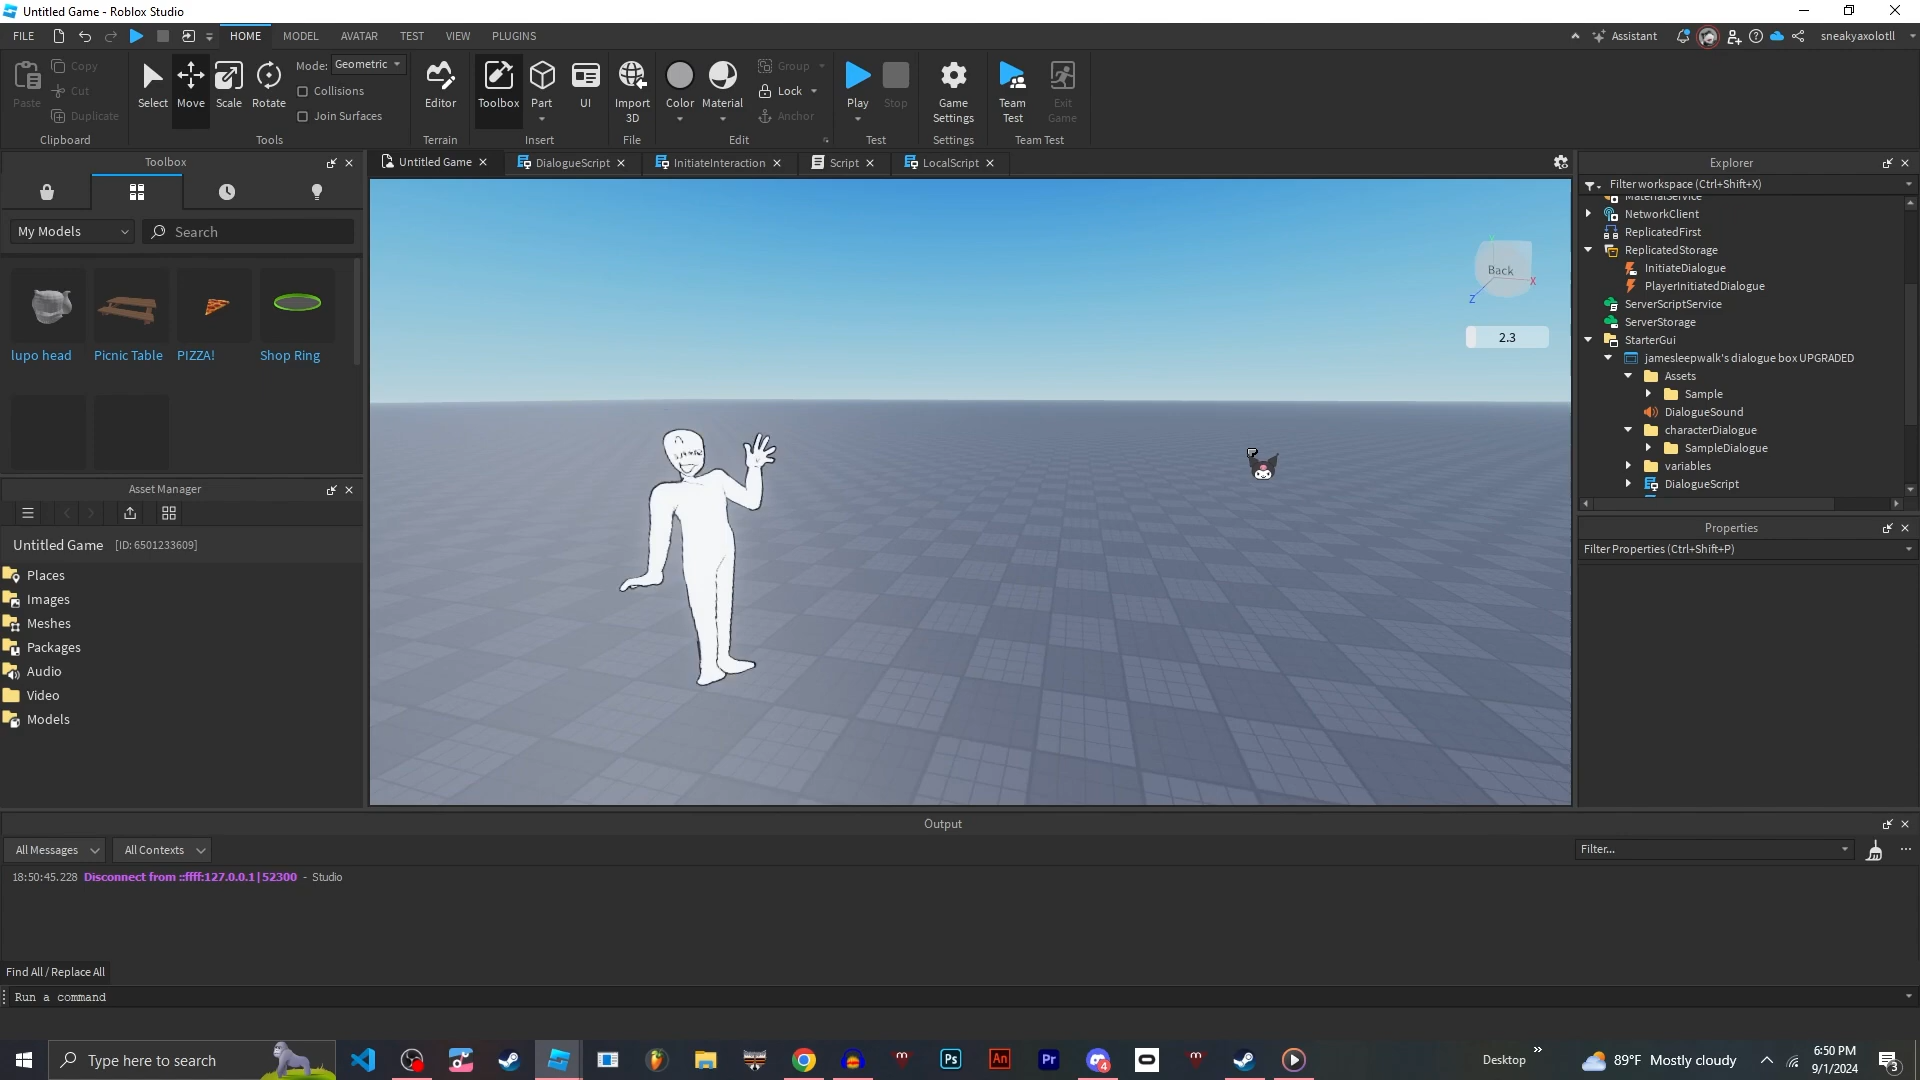 Untitled Game - Roblox Studio
FILE
HOME
MODEL
AVATAR
TEST
VIEW
PLUGINS
Assistant
sneakyaxolotll
Paste
Copy
Cut
Duplicate
Clipboard
Select
Move
Scale
Rotate
Mode:
Geometric
Collisions
Join Surfaces
Tools
Editor
Terrain
Toolbox
Part
UI
Insert
Import
3D
File
Color
Material
Group
Lock
Anchor
Edit
Play
Stop
Test
Game
Settings
Settings
Team
Test
Exit
Game
Team Test
Toolbox
My Models
Search
lupo head
Picnic Table
PIZZA!
Shop Ring
Asset Manager
Untitled Game
[ID: 6501233609]
Places
Images
Meshes
Packages
Audio
Video
Models
Untitled Game
DialogueScript
InitiateInteraction
Script
LocalScript
Y
Back
X
Z
2.3
Explorer
Filter workspace (Ctrl+Shift+X)
MaterialService
NetworkClient
ReplicatedFirst
ReplicatedStorage
InitiateDialogue
PlayerInitiatedDialogue
ServerScriptService
ServerStorage
StarterGui
jamesleepwalk's dialogue box UPGRADED
Assets
Sample
DialogueSound
characterDialogue
SampleDialogue
variables
DialogueScript
Properties
Filter Properties (Ctrl+Shift+P)
Output
All Messages
All Contexts
Filter...
18:50:45.228 Disconnect from ::ffff:127.0.0.1|52300 - Studio
Find All / Replace All
Run a command
Type here to search
Ps
An
Pr
4
Desktop
89°F Mostly cloudy
6:50 PM
9/1/2024
3